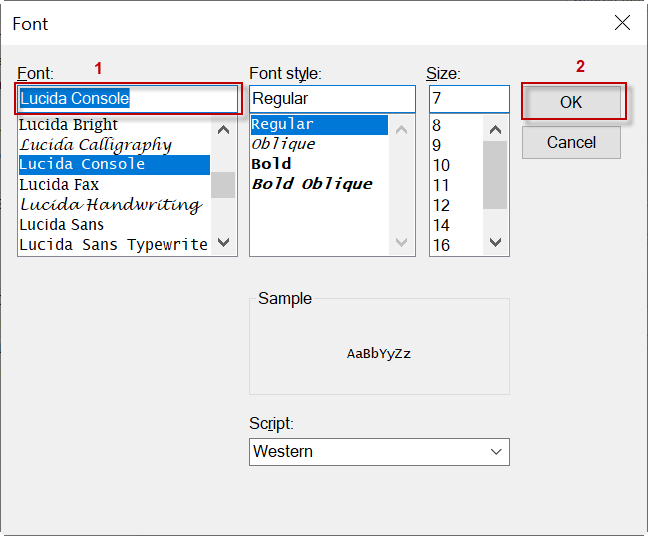 Font
1
2
Font:
Font style:
Size:
Lucida Console
Regular
7
OK
Cancel
Lucida Bright
Lucida Calligraphy
Lucida Console
Lucida Fax
Lucida Handwriting
Lucida Sans
Lucida Sans Typewrite
Regular
Oblique
Bold
Bold Oblique
8
9
10
11
12
14
16
Sample
AaBbYyZz
Script:
Western